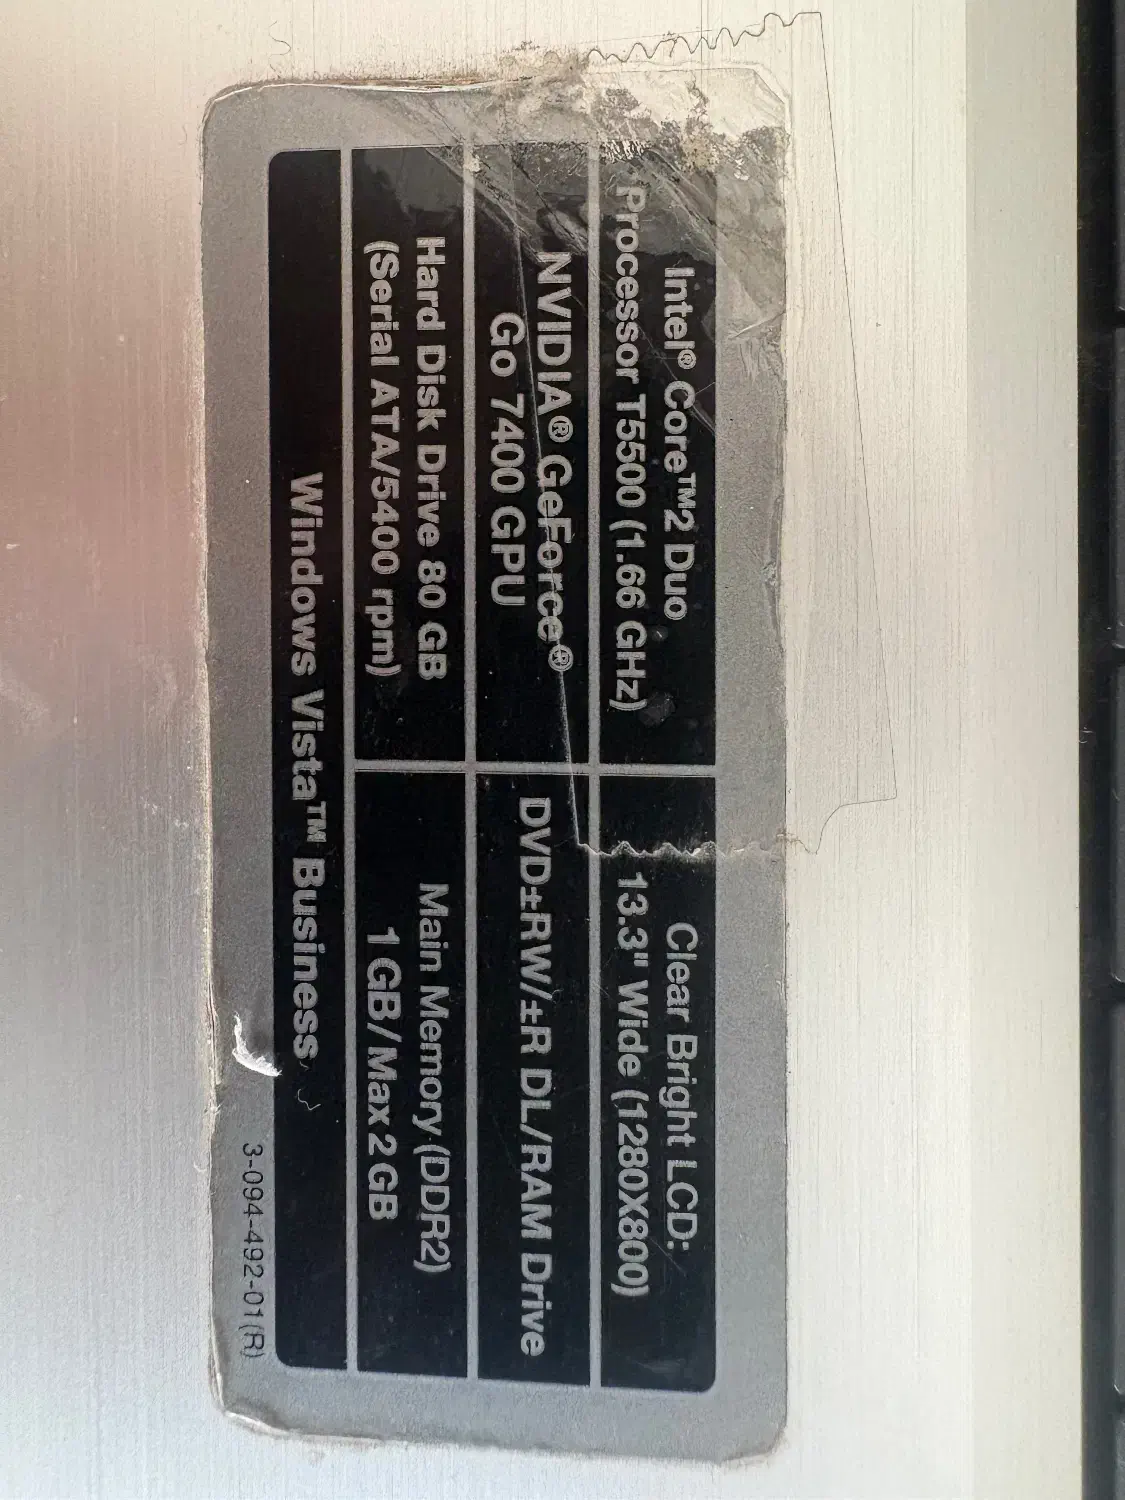 Intel® Core™2 Duo
Processor T5500 (1.66 GHz)
Clear Bright LCD:
13.3" Wide (1280X800)
NVIDIA® GeForce®
Go 7400 GPU
DVD±RW/±R DL/RAM Drive
Hard Disk Drive 80 GB
(Serial ATA/5400 rpm)
Main Memory (DDR2)
1 GB/Max 2 GB
Windows Vista™ Business
3-094-492-01(R)